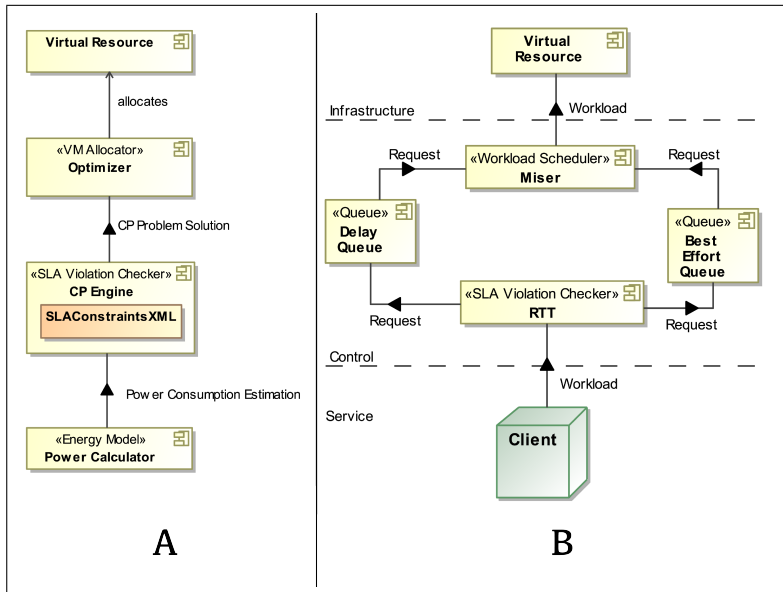 Virtual Resource
allocates
«VM Allocator»
Optimizer
CP Problem Solution
«SLA Violation Checker»
CP Engine
SLAConstraintsXML
Power Consumption Estimation
«Energy Model»
Power Calculator
A
Virtual
Resource
Infrastructure
Workload
Request
«Workload Scheduler»
Miser
Request
«Queue»
Delay
Queue
«Queue»
Best
Effort
Queue
«SLA Violation Checker»
RTT
Request
Request
Control
Workload
Service
Client
B